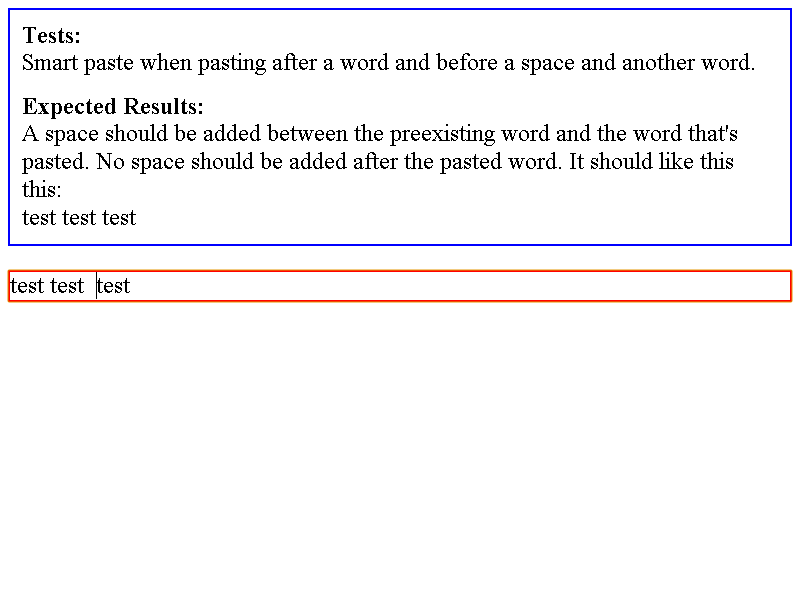 Tests:
Smart paste when pasting after a word and before a space and another word.
Expected Results:
A space should be added between the preexisting word and the word that's
pasted. No space should be added after the pasted word. It should like this
this:
test test test
test test  test